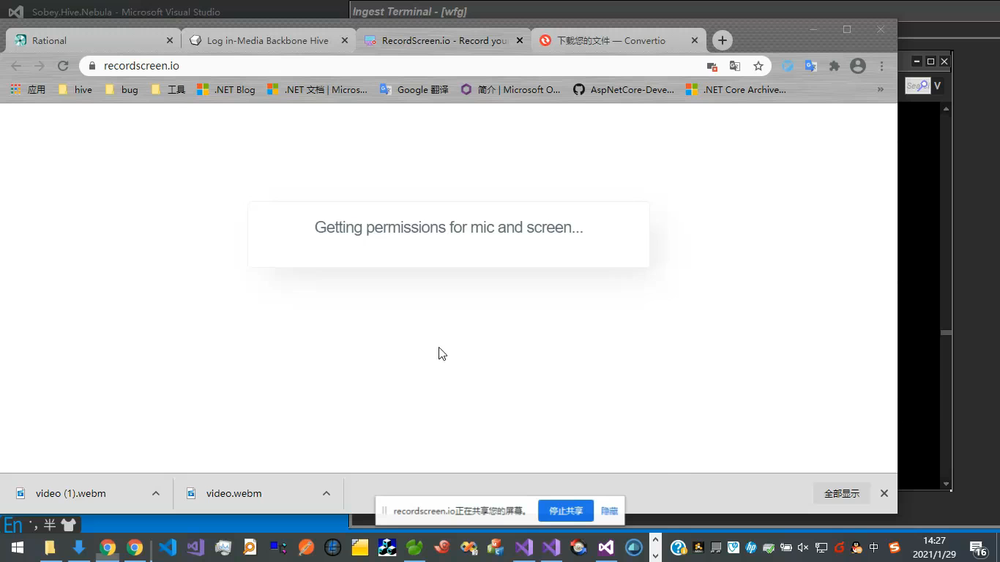 Sobey.Hive.Nebula - Microsoft Visual Studio
Ingest Terminal - [wfg]
Rational
Log in-Media Backbone Hive
RecordScreen.io - Record you
下载您的文件 — Convertio
recordscreen.io
应用
hive
bug
工具
.NET Blog
.NET 文档 | Micros...
Google 翻译
简介 | Microsoft O...
AspNetCore-Deve...
.NET Core Archive...
»
V
Getting permissions for mic and screen...
video (1).webm
video.webm
全部显示
recordscreen.io正在共享您的屏幕。
停止共享
隐藏
En
半
中
14:27
2021/1/29
16